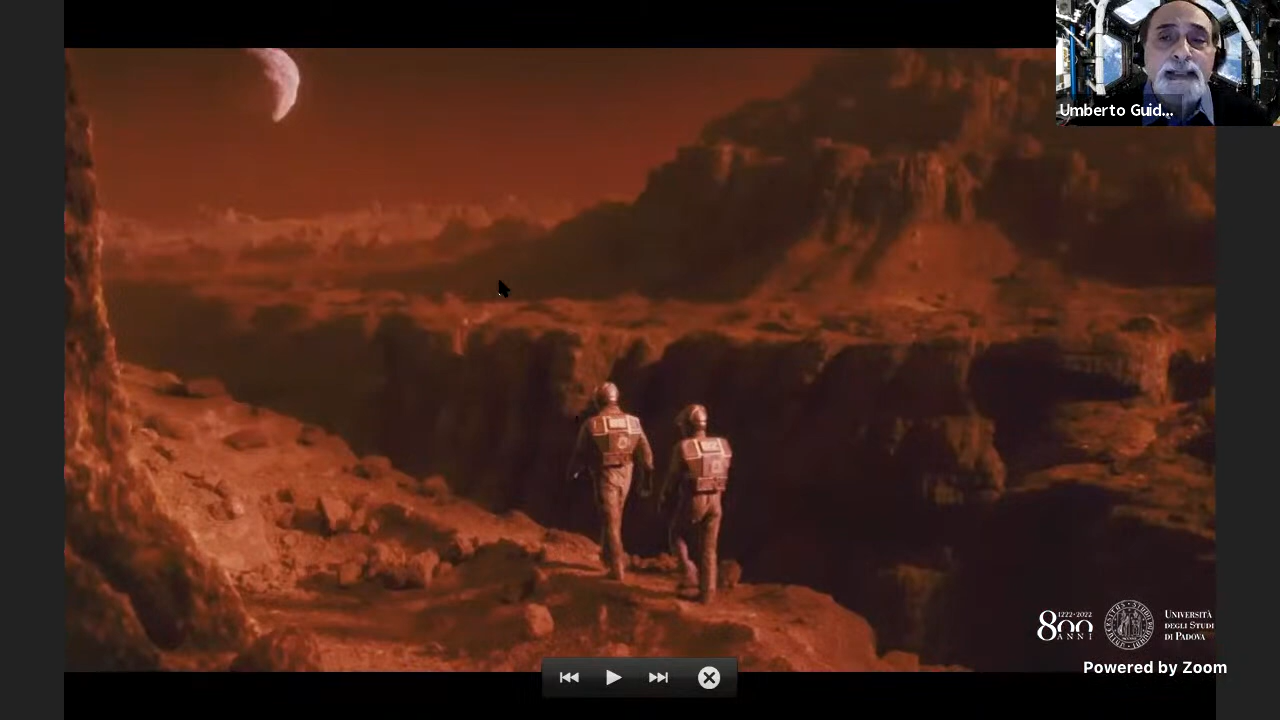 Umberto Guid...
1222·2022
800
ANNI
UNIVERSITÀ
DEGLI STUDI
DI PADOVA
Powered by Zoom